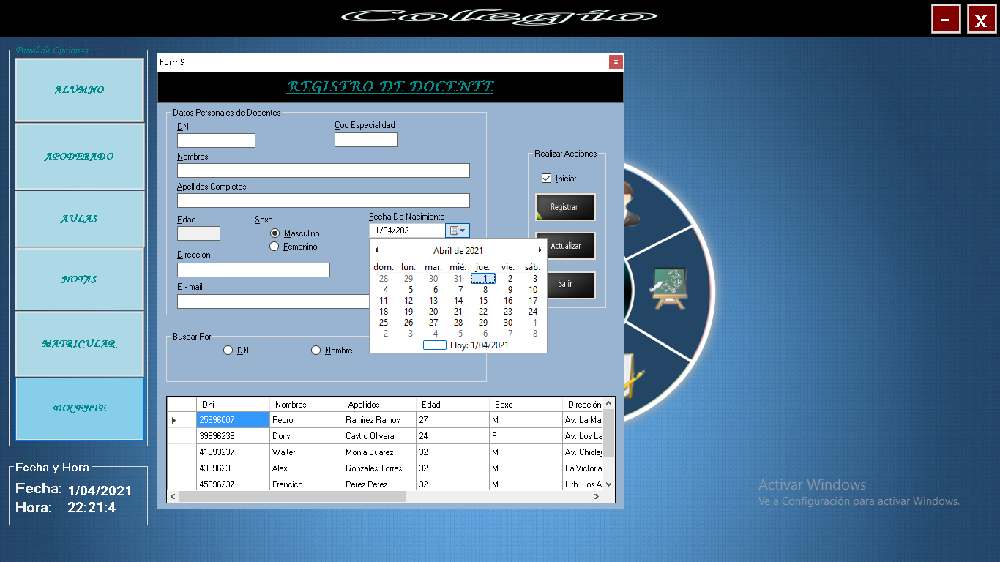 Colegio
-
X
Panel de Opciones
ALUMNO
APODERADO
AULAS
NOTAS
MATRICULAR
DOCENTE
Fecha y Hora
Fecha: 1/04/2021
Hora: 22:21:4
Form9
x
REGISTRO DE DOCENTE
Datos Personales de Docentes
DNI
Cod Especialidad
Nombres:
Apellidos Completos
Edad
Sexo
Masculino
Femenino:
Fecha De Nacimiento
1/04/2021
Direccion
E - mail
Abril de 2021
dom. lun. mar. mié. jue. vie. sáb.
28 29 30 31 1 2 3
4 5 6 7 8 9 10
11 12 13 14 15 16 17
18 19 20 21 22 23 24
25 26 27 28 29 30 1
2 3 4 5 6 7 8
Hoy: 1/04/2021
Realizar Acciones
Iniciar
Registrar
Actualizar
Salir
Buscar Por
DNI
Nombre
Dni Nombres Apellidos Edad Sexo Dirección
25896007 Pedro Ramirez Ramos 27 M Av. La Mar
39896238 Doris Castro Olivera 24 F Av. Los La
41893237 Walter Monja Suarez 32 M Av. Chiclay
43896236 Alex Gonzales Torres 32 M La Victoria
45896237 Francico Perez Perez 32 M Urb. Los A
Activar Windows
Ve a Configuración para activar Windows.